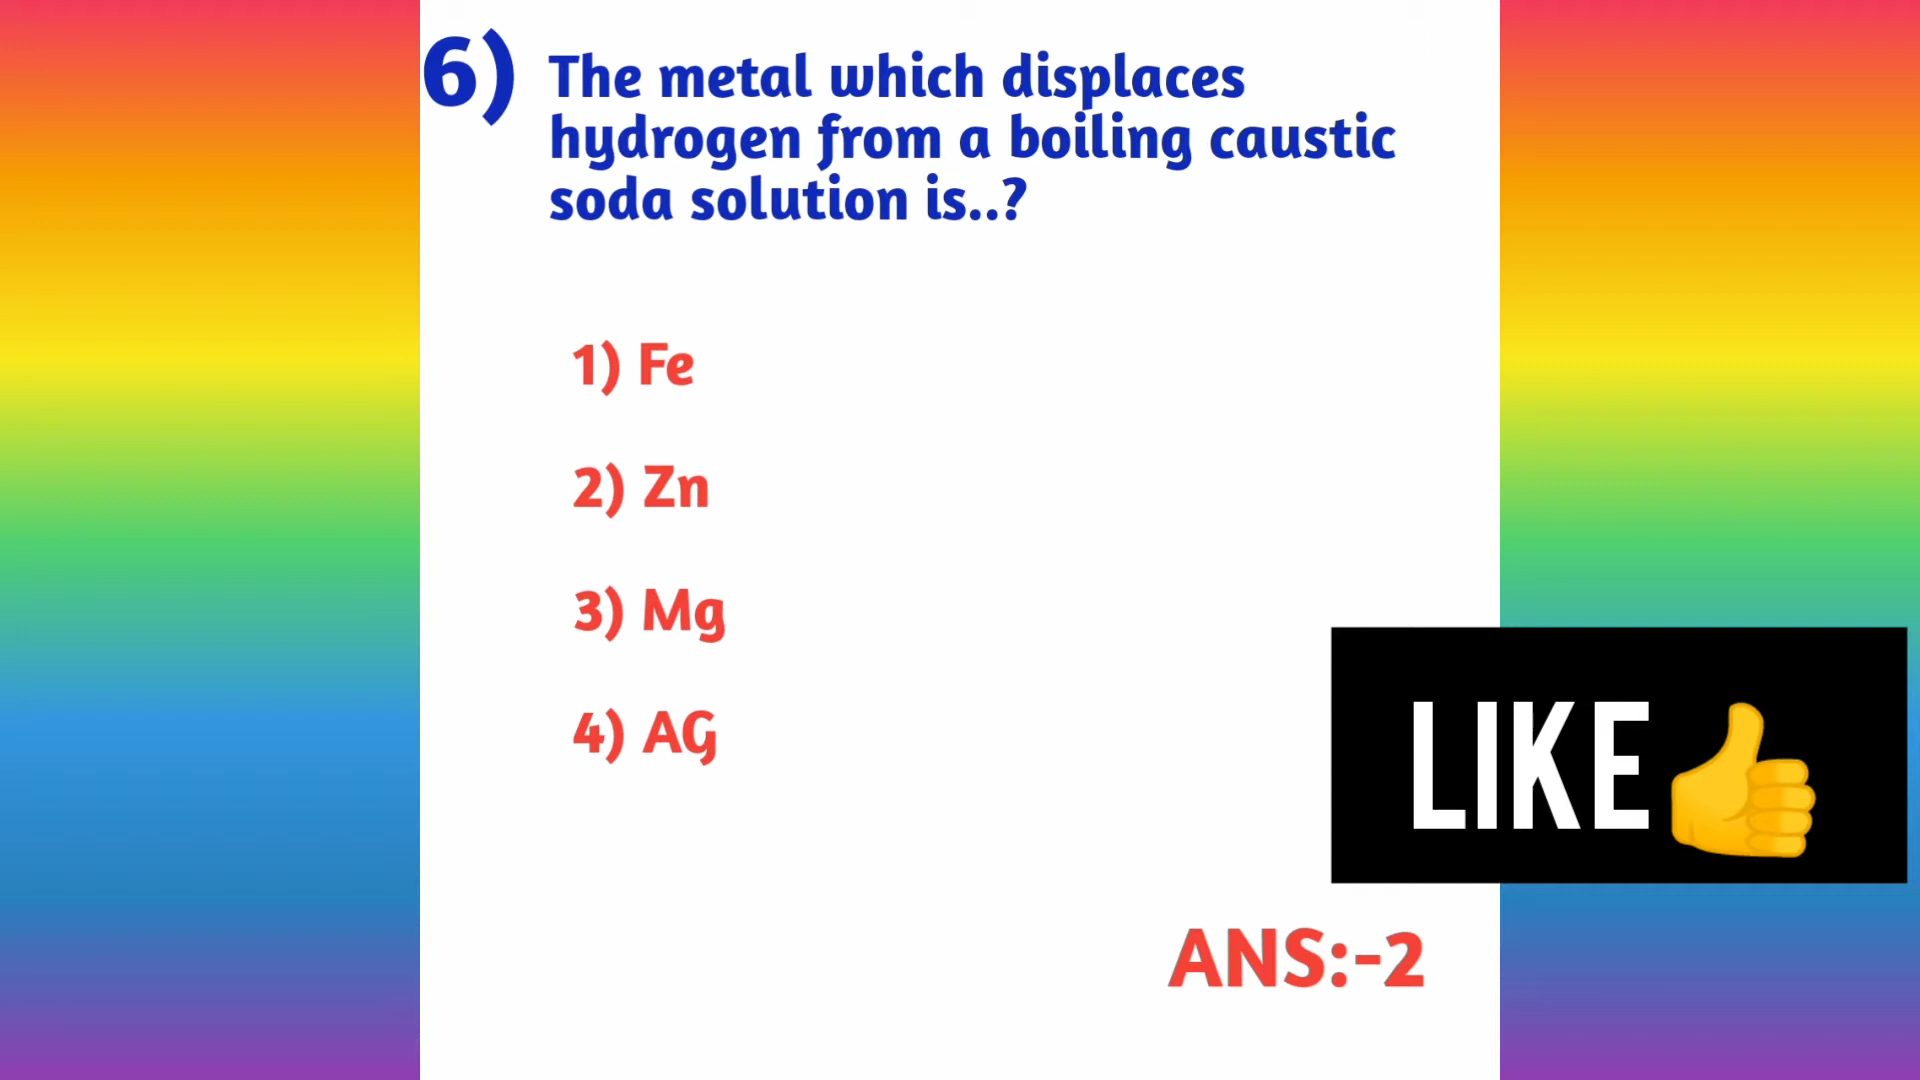 6) The metal which displaces
hydrogen from a boiling caustic
soda solution is..?
1) Fe
2) Zn
3) Mg
4) AG
LIKE👍
ANS:-2